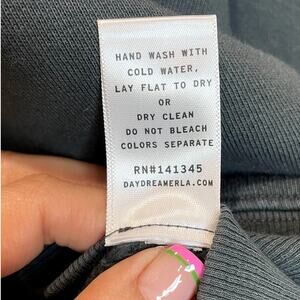 HAND WASH WITH
COLD WATER,
LAY FLAT TO DRY
OR
DRY CLEAN
DO NOT BLEACH
COLORS SEPARATE
RN#141345
DAYDREAMERLA.COM